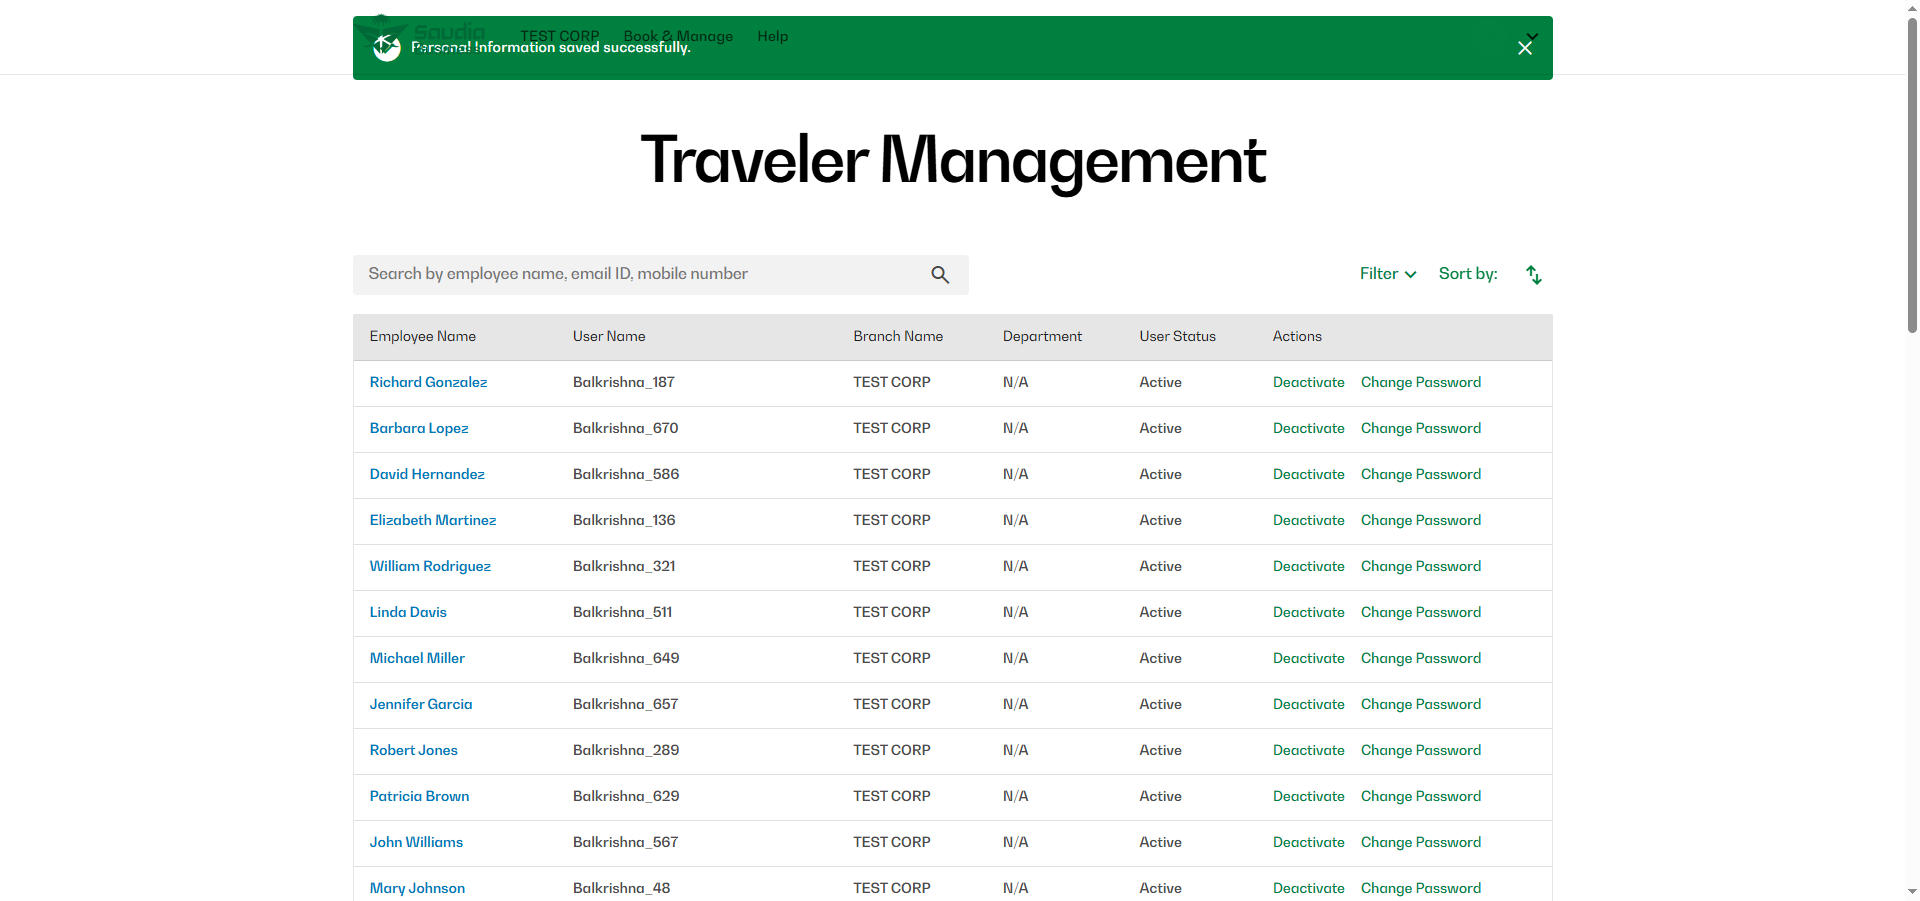 Saudia
TEST CORP Book & Manage Help
Personal Information saved successfully.
Traveler Management
Search by employee name, email ID, mobile number
Filter Sort by:
Employee Name User Name Branch Name Department User Status Actions
Richard Gonzalez Balkrishna_187 TEST CORP N/A Active Deactivate Change Password
Barbara Lopez Balkrishna_670 TEST CORP N/A Active Deactivate Change Password
David Hernandez Balkrishna_586 TEST CORP N/A Active Deactivate Change Password
Elizabeth Martinez Balkrishna_136 TEST CORP N/A Active Deactivate Change Password
William Rodriguez Balkrishna_321 TEST CORP N/A Active Deactivate Change Password
Linda Davis Balkrishna_511 TEST CORP N/A Active Deactivate Change Password
Michael Miller Balkrishna_649 TEST CORP N/A Active Deactivate Change Password
Jennifer Garcia Balkrishna_657 TEST CORP N/A Active Deactivate Change Password
Robert Jones Balkrishna_289 TEST CORP N/A Active Deactivate Change Password
Patricia Brown Balkrishna_629 TEST CORP N/A Active Deactivate Change Password
John Williams Balkrishna_567 TEST CORP N/A Active Deactivate Change Password
Mary Johnson Balkrishna_48 TEST CORP N/A Active Deactivate Change Password